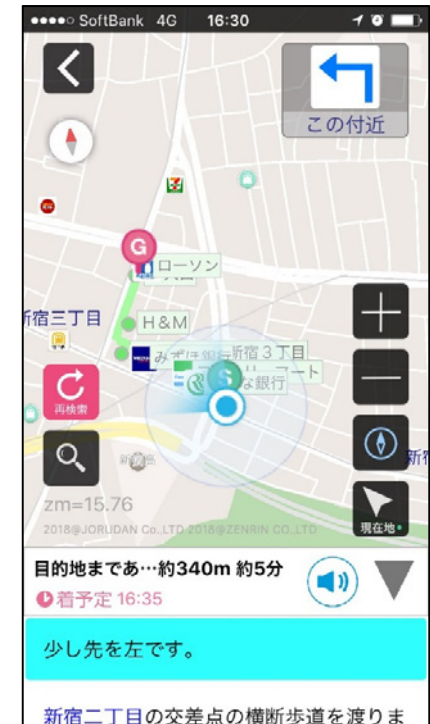 SoftBank 4G 16:30
この付近
G
ローソン
宿三丁目
H&M
みずほ銀行
新宿3丁目
S
な銀行
再検索
新
zm=15.76
2018@JORUDAN Co.,LTD 2018@ZENRIN CO.,LTD
現在地
目的地まであ…約340m 約5分
着予定 16:35
少し先を左です。
新宿二丁目の交差点の横断歩道を渡りま